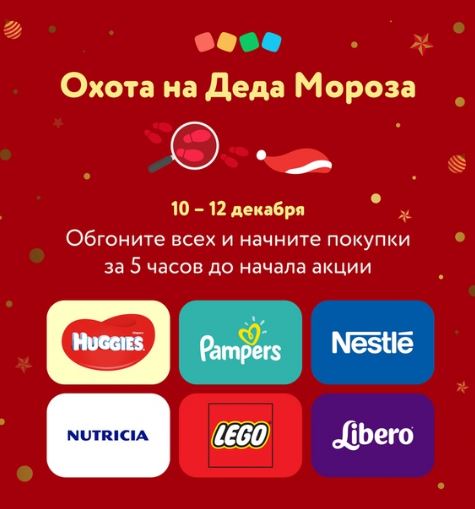 Охота на Деда Мороза
10 – 12 декабря
Обгоните всех и начните покупки
за 5 часов до начала акции
HUGGIES
Pampers
Nestlé
NUTRICIA
LEGO
Libero